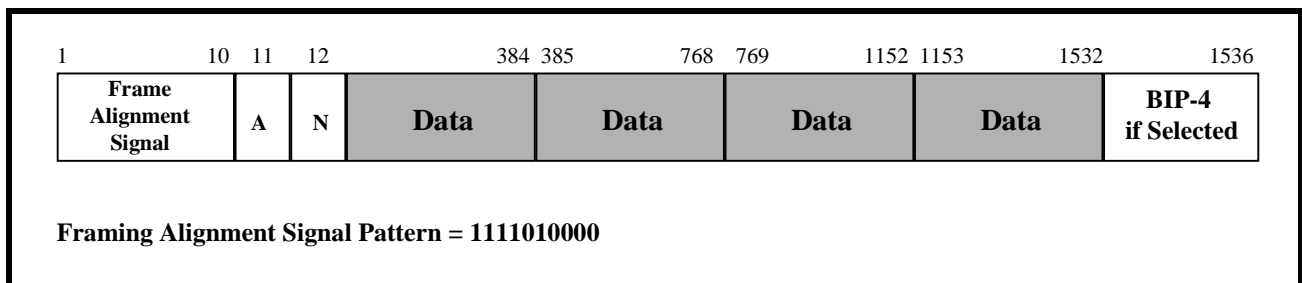 1 10 11 12 384 385 768 769 1152 1153 1532 1536
Frame
Alignment
Signal
A N Data Data Data Data
BIP-4
if Selected
Framing Alignment Signal Pattern = 1111010000